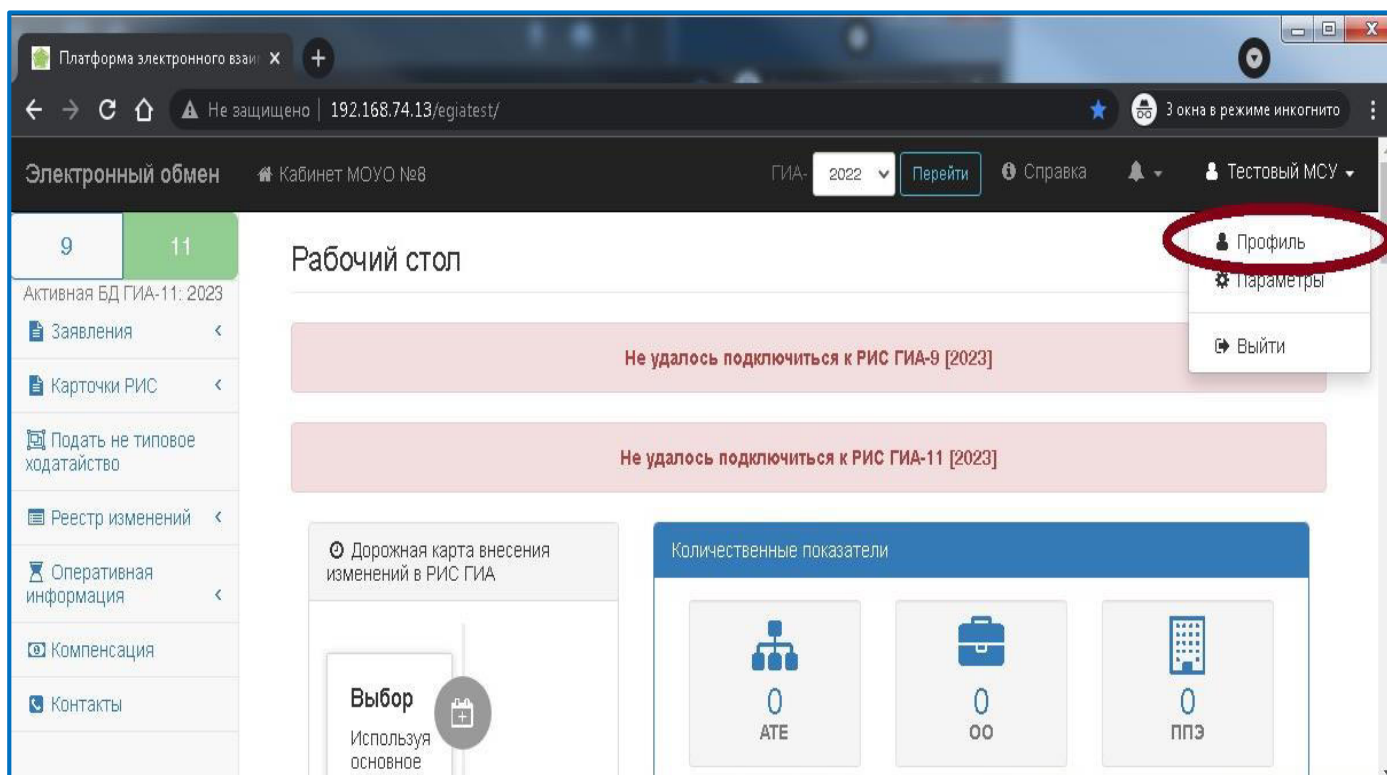 Платформа электронного взаи
Не защищено | 192.168.74.13/egiatest/
3 окна в режиме инкогнито
Электронный обмен
Кабинет МОУО №8
ГИА- 2022 Перейти
Справка
Тестовый МСУ
Профиль
Параметры
Выйти
9 11
Активная БД ГИА-11: 2023
Заявления
Карточки РИС
Подать не типовое
ходатайство
Реестр изменений
Оперативная
информация
Компенсация
Контакты
Рабочий стол
Не удалось подключиться к РИС ГИА-9 [2023]
Не удалось подключиться к РИС ГИА-11 [2023]
Дорожная карта внесения
изменений в РИС ГИА
Выбор
Используя
основное
Количественные показатели
0
АТЕ
0
ОО
0
ППЭ